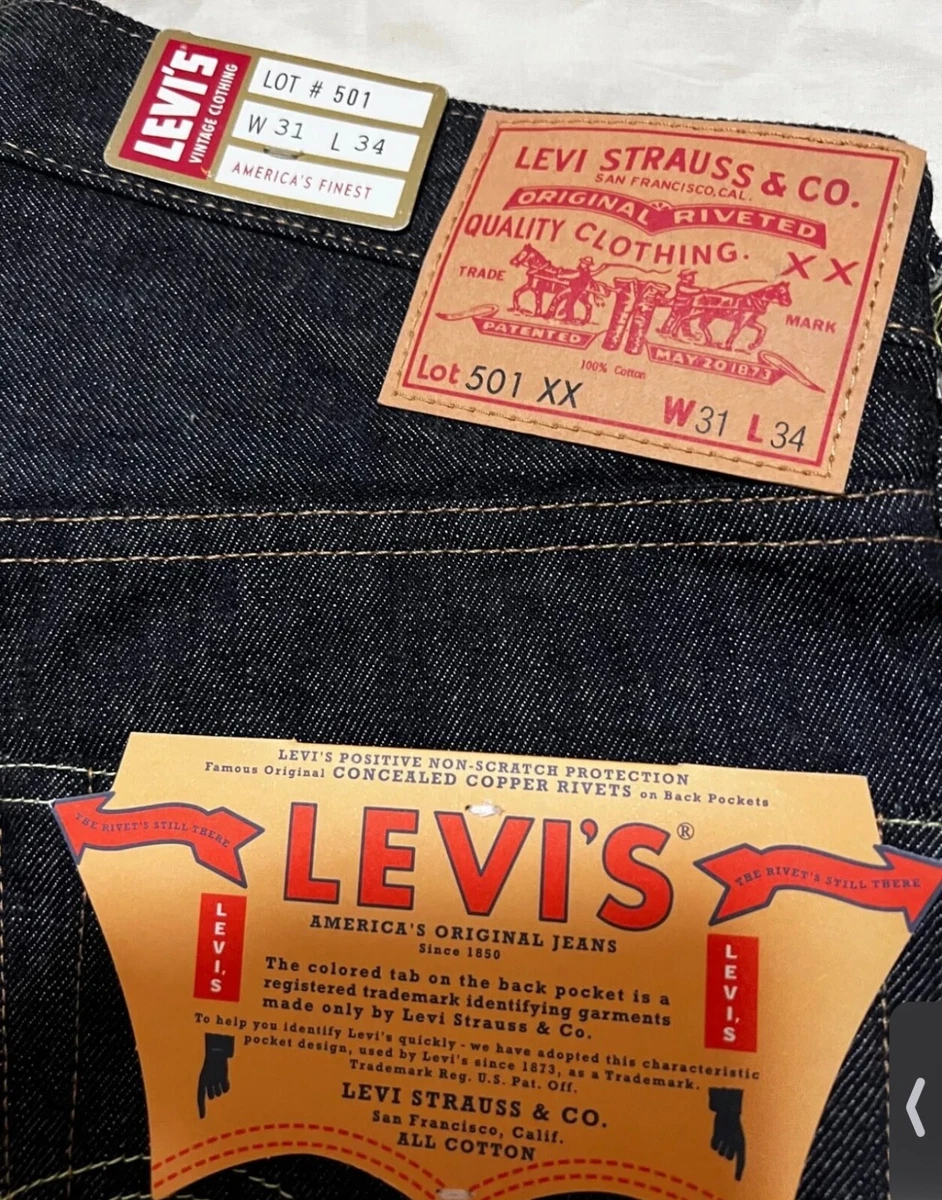 LEVI'S®
VINTAGE CLOTHING
LOT # 501
W 31 L 34
AMERICA'S FINEST
LEVI STRAUSS & CO.
SAN FRANCISCO, CAL.
ORIGINAL RIVETED
QUALITY CLOTHING.
XX
TRADE MARK
PATENTED MAY 20 1873
100% Cotton
Lot 501 XX
W 31 L 34
LEVI'S POSITIVE NON-SCRATCH PROTECTION
Famous Original CONCEALED COPPER RIVETS on Back Pockets
THE RIVET'S STILL THERE
LEVI'S®
THE RIVET'S STILL THERE
AMERICA'S ORIGINAL JEANS
Since 1850
LEVI'S
LEVI'S
The colored tab on the back pocket is a
registered trademark identifying garments
made only by Levi Strauss & Co.
To help you identify Levi's quickly - we have adopted this characteristic
pocket design, used by Levi's since 1873, as a Trademark.
Trademark Reg. U.S. Pat. Off.
LEVI STRAUSS & CO.
San Francisco, Calif.
ALL COTTON